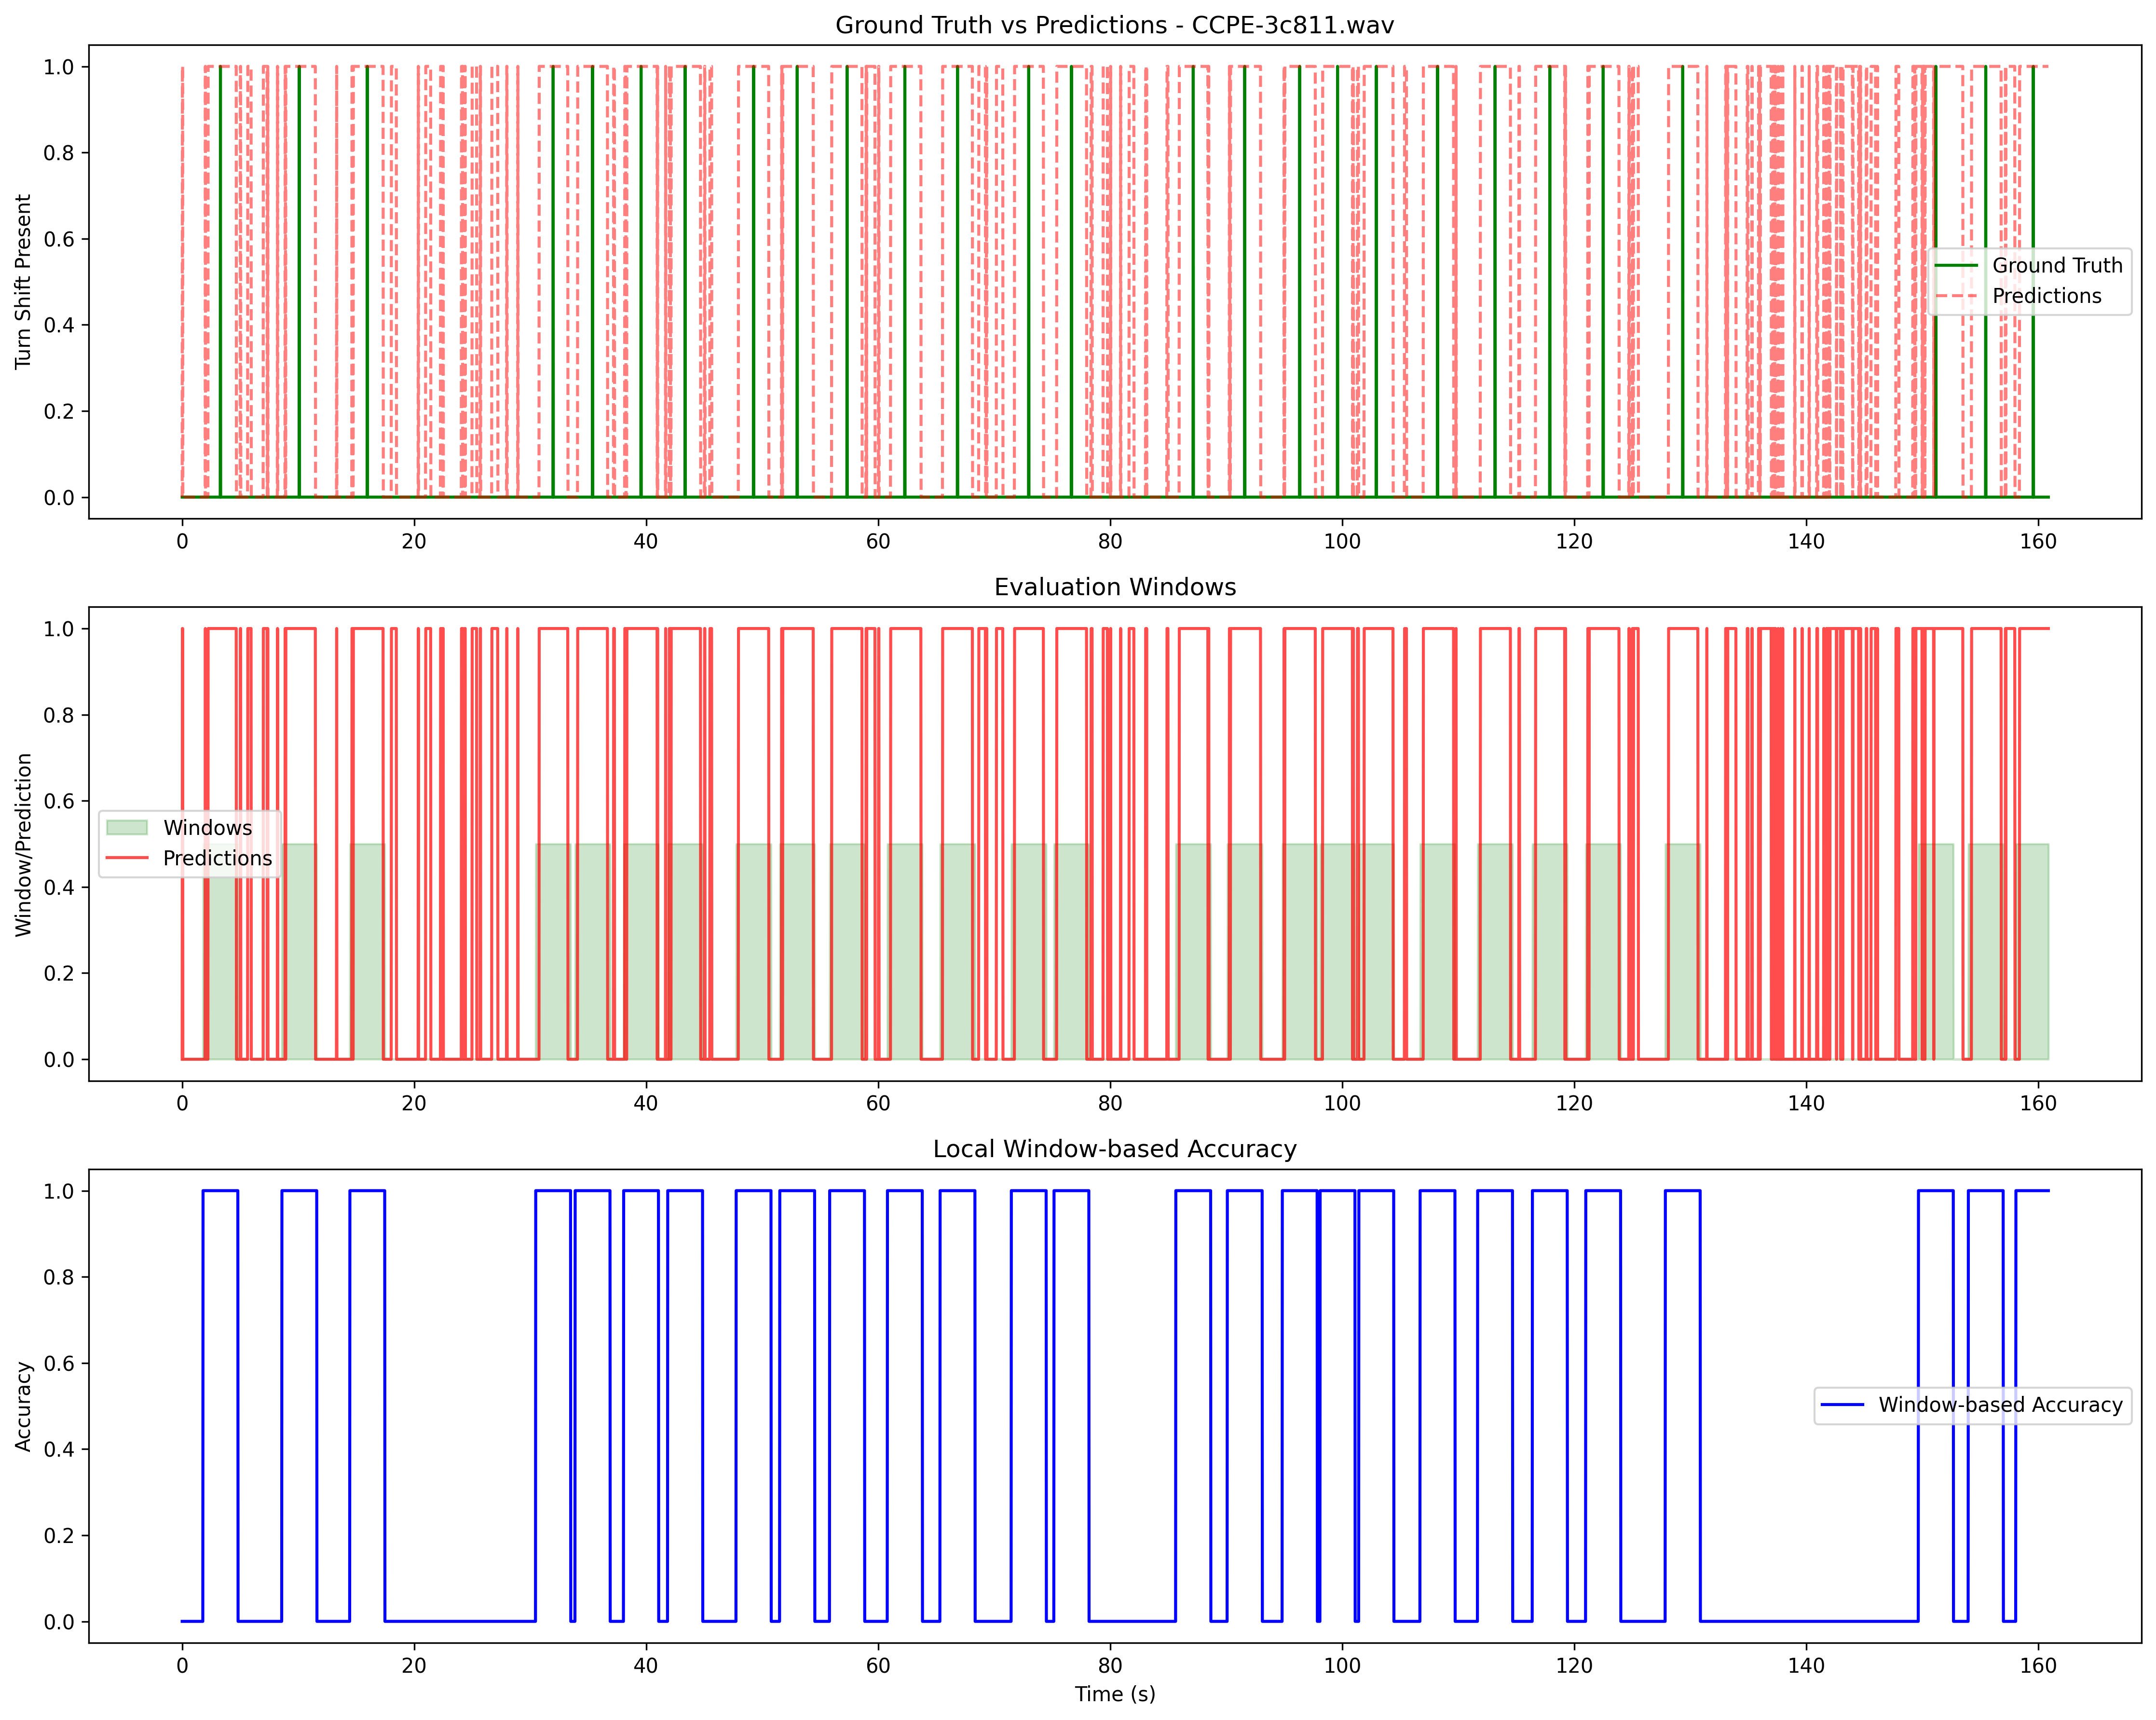 Ground Truth vs Predictions - CCPE-3c811.wav
Turn Shift Present
1.0
0.8
0.6
0.4
0.2
0.0
Ground Truth
Predictions
0 20 40 60 80 100 120 140 160
Evaluation Windows
Window/Prediction
1.0
0.8
0.6
0.4
0.2
0.0
Windows
Predictions
0 20 40 60 80 100 120 140 160
Local Window-based Accuracy
Accuracy
1.0
0.8
0.6
0.4
0.2
0.0
Window-based Accuracy
0 20 40 60 80 100 120 140 160
Time (s)